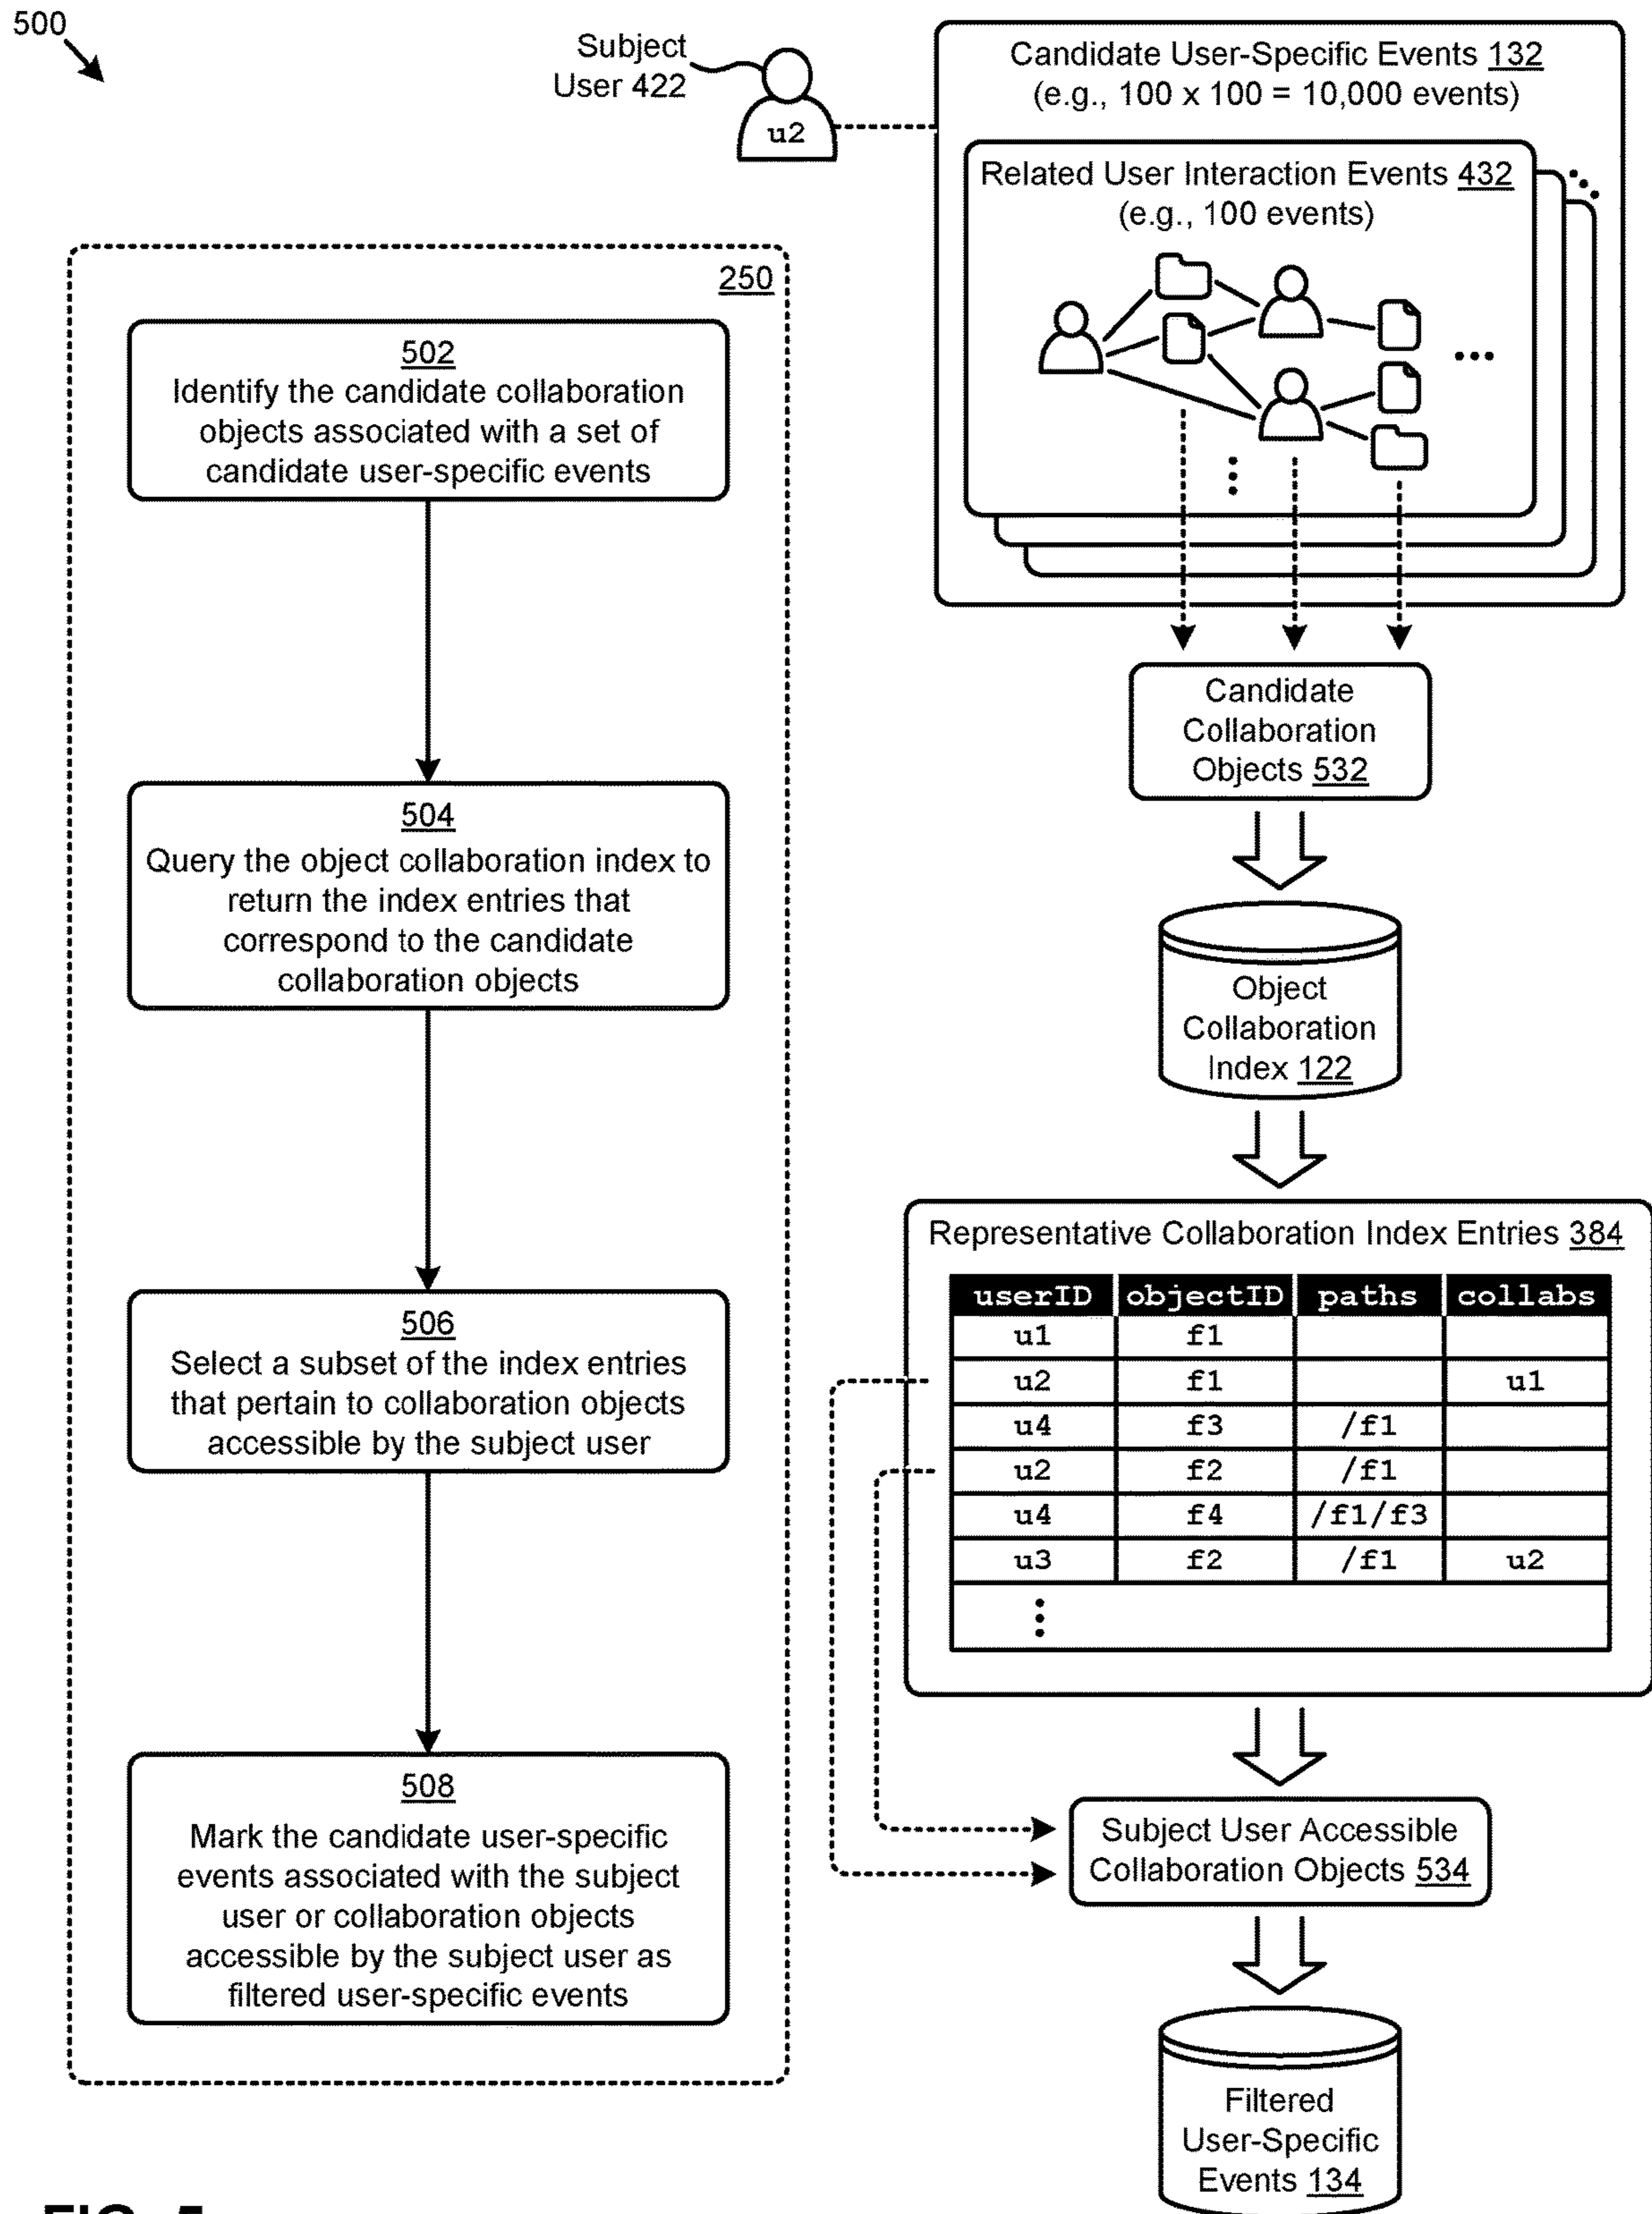 500
Subject
User 422
u2
Candidate User-Specific Events 132
(e.g., 100 x 100 = 10,000 events)
Related User Interaction Events 432
(e.g., 100 events)
250
502
Identify the candidate collaboration
objects associated with a set of
candidate user-specific events
504
Query the object collaboration index to
return the index entries that
correspond to the candidate
collaboration objects
506
Select a subset of the index entries
that pertain to collaboration objects
accessible by the subject user
508
Mark the candidate user-specific
events associated with the subject
user or collaboration objects
accessible by the subject user as
filtered user-specific events
Candidate
Collaboration
Objects 532
Object
Collaboration
Index 122
Representative Collaboration Index Entries 384
userID objectID paths collabs
u1 f1
u2 f1 u1
u4 f3 /f1
u2 f2 /f1
u4 f4 /f1/f3
u3 f2 /f1 u2
Subject User Accessible
Collaboration Objects 534
Filtered
User-Specific
Events 134